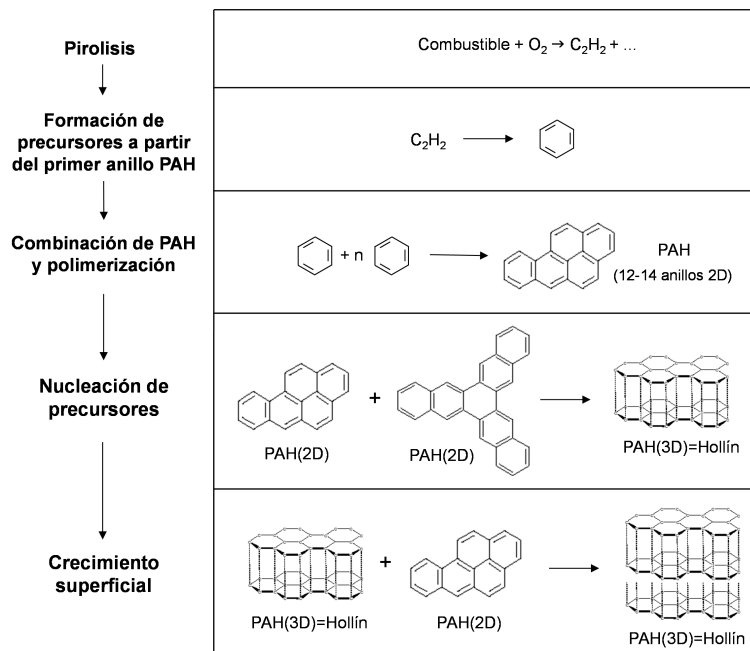 Pirolisis
Combustible + O₂ → C₂H₂ + ...
Formación de
precursores a partir
del primer anillo PAH
C₂H₂
Combinación de PAH
y polimerización
+ n
PAH
(12-14 anillos 2D)
Nucleación de
precursores
+
PAH(2D)
PAH(2D)
PAH(3D)=Hollín
Crecimiento
superficial
+
PAH(3D)=Hollín
PAH(2D)
PAH(3D)=Hollín